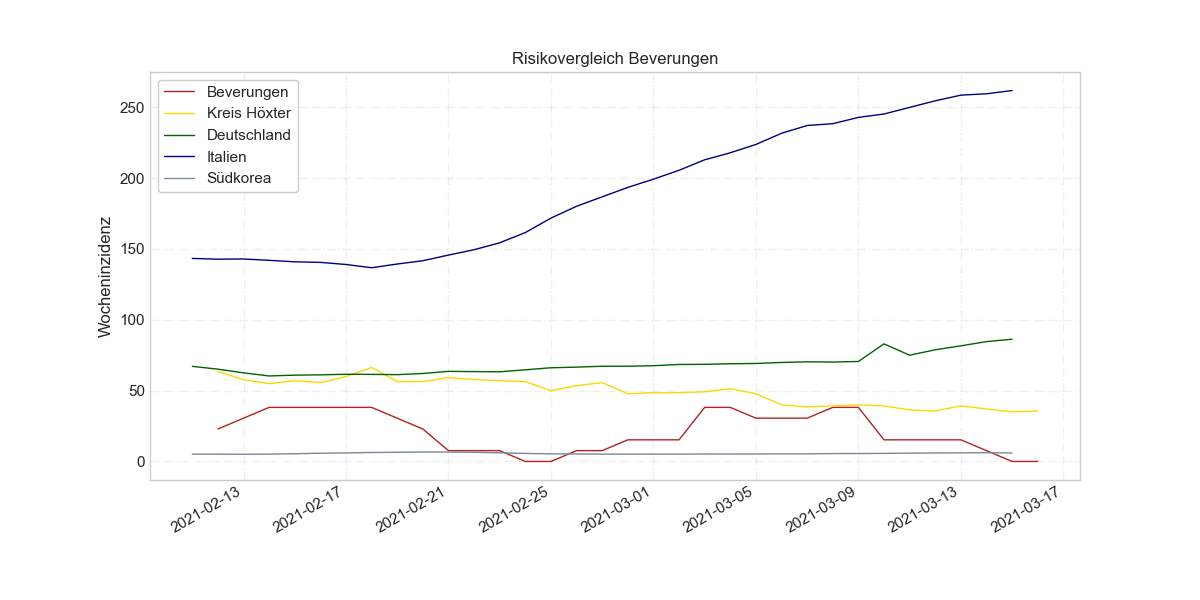 Risikovergleich Beverungen
Beverungen
Kreis Höxter
Deutschland
Italien
Südkorea
Wocheninzidenz
250
200
150
100
50
0
2021-02-13
2021-02-17
2021-02-21
2021-02-25
2021-03-01
2021-03-05
2021-03-09
2021-03-13
2021-03-17